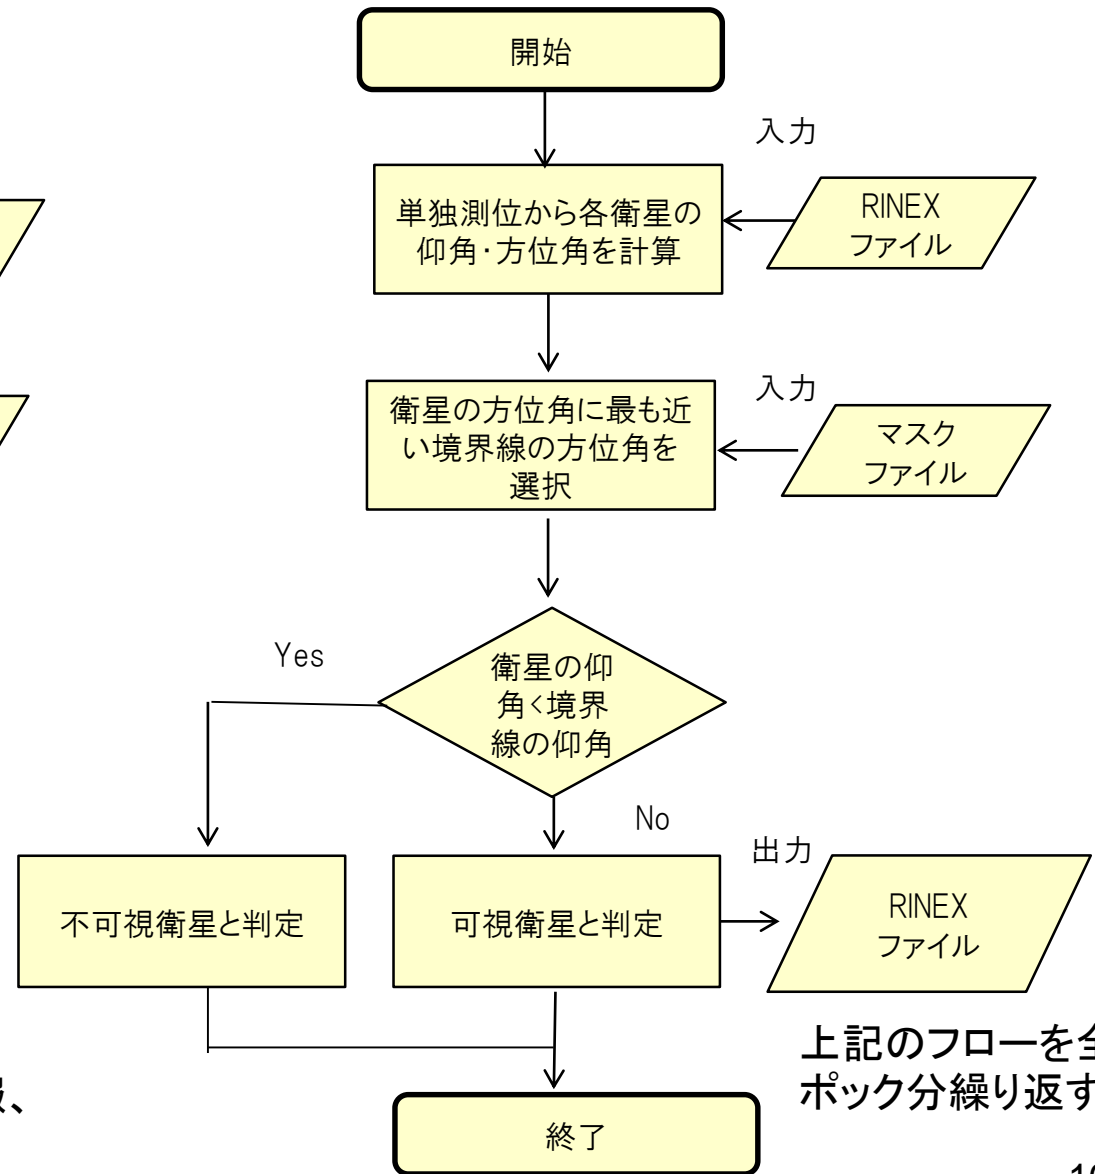 開始
入力
単独測位から各衛星の
仰角・方位角を計算
RINEX
ファイル
入力
衛星の方位角に最も近
い境界線の方位角を
選択
マスク
ファイル
Yes
衛星の仰
角<境界
線の仰角
No
出力
不可視衛星と判定
可視衛星と判定
RINEX
ファイル
上記のフローを全
ポック分繰り返す
、
終了